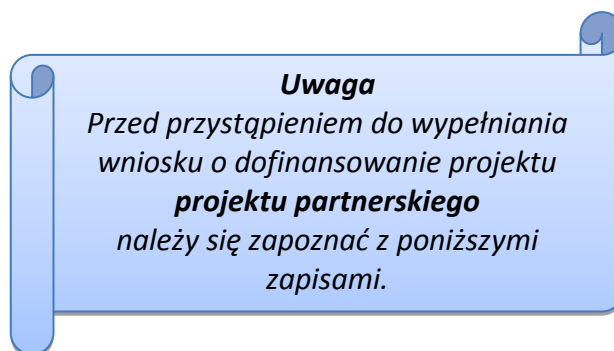 Uwaga
Przed przystąpieniem do wypełniania
wniosku o dofinansowanie projektu
projektu partnerskiego
należy się zapoznać z poniższymi
zapisami.